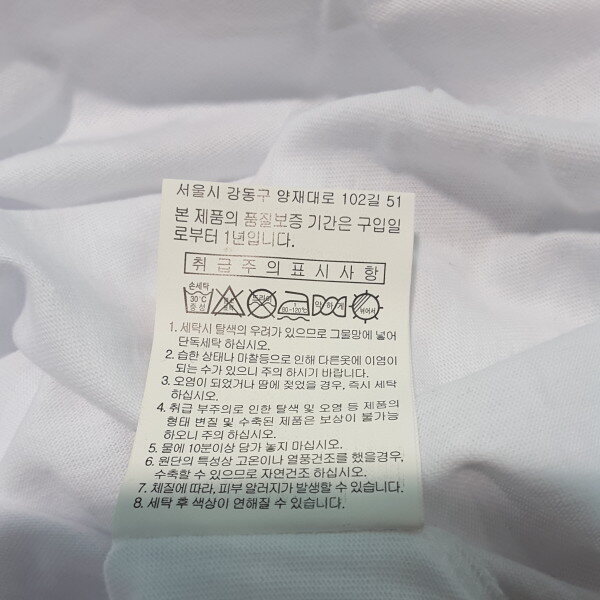 서울시 강동구 양재대로 102길 51
본 제품의 품질보증 기간은 구입일
로부터 1년입니다.
취급주의표시사항
손세탁
30℃
중성
80~120℃
약하게
뉘어서
1. 세탁시 탈색의 우려가 있으므로 그물망에 넣어
단독세탁 하십시오.
2. 습한 상태나 마찰등으로 인해 다른옷에 이염이
되는 수가 있으니 주의 하시기 바랍니다.
3. 오염이 되었거나 땀에 젖었을 경우, 즉시 세탁
하십시오.
4. 취급 부주의로 인한 탈색 및 오염 등 제품의
형태 변질 및 수축된 제품은 보상이 불가능
하오니 주의 하십시오.
5. 물에 10분이상 담가 놓지 마십시오.
6. 원단의 특성상 고온이나 열풍건조를 했을경우,
수축할 수 있으므로 자연건조 하십시오.
7. 체질에 따라, 피부 알러지가 발생할 수 있습니다.
8. 세탁 후 색상이 연해질 수 있습니다.